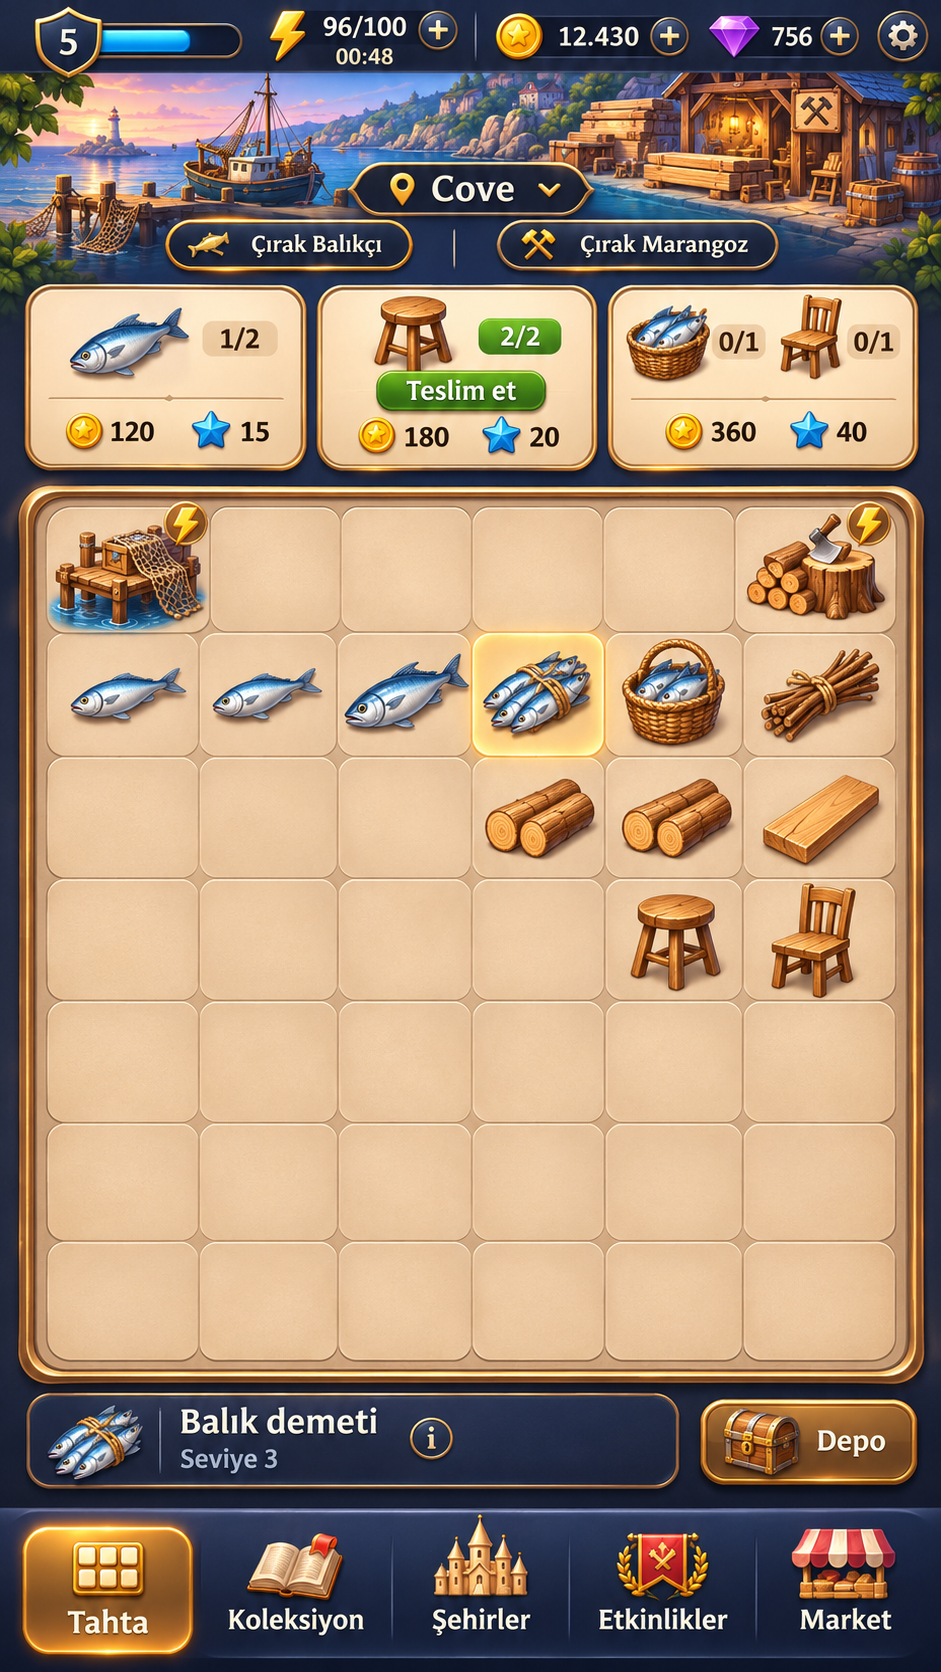 5
96/100
00:48
12.430
756
Cove
Çırak Balıkçı
Çırak Marangoz
1/2
120
15
2/2
Teslim et
180
20
0/1
0/1
360
40
Balık demeti
Seviye 3
i
Depo
Tahta
Koleksiyon
Şehirler
Etkinlikler
Market